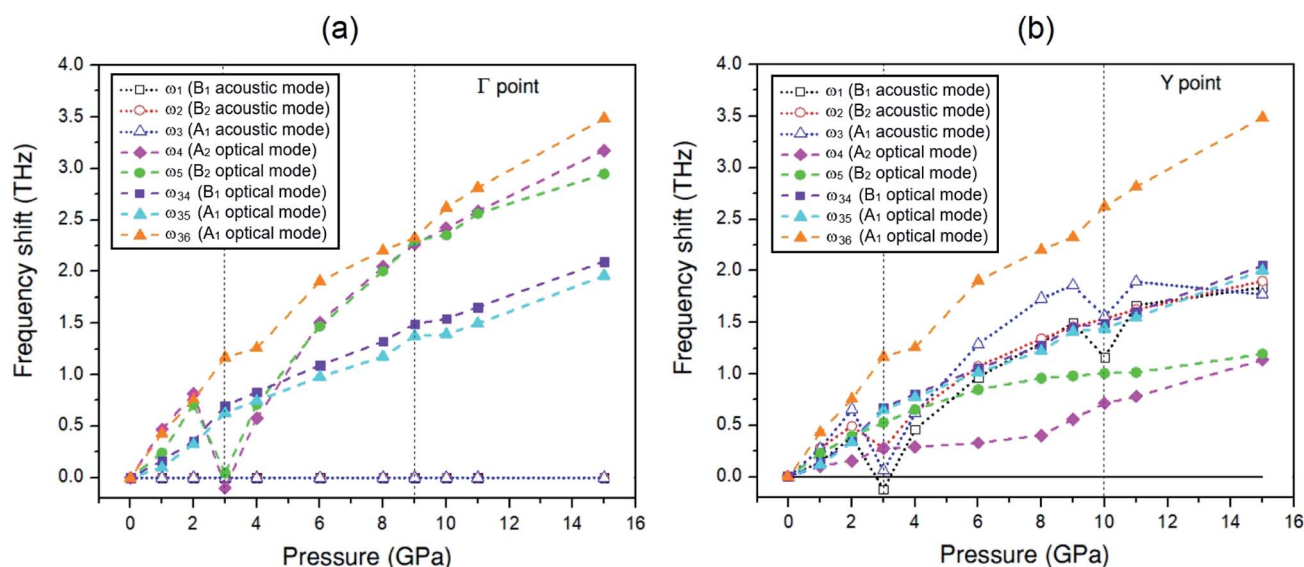 (a)
Γ point
ω₁ (B₁ acoustic mode)
ω₂ (B₂ acoustic mode)
ω₃ (A₁ acoustic mode)
ω₄ (A₂ optical mode)
ω₅ (B₂ optical mode)
ω₃₄ (B₁ optical mode)
ω₃₅ (A₁ optical mode)
ω₃₆ (A₁ optical mode)
Frequency shift (THz)
4.0
3.5
3.0
2.5
2.0
1.5
1.0
0.5
0.0
0 2 4 6 8 10 12 14 16
Pressure (GPa)
(b)
Y point
ω₁ (B₁ acoustic mode)
ω₂ (B₂ acoustic mode)
ω₃ (A₁ acoustic mode)
ω₄ (A₂ optical mode)
ω₅ (B₂ optical mode)
ω₃₄ (B₁ optical mode)
ω₃₅ (A₁ optical mode)
ω₃₆ (A₁ optical mode)
Frequency shift (THz)
4.0
3.5
3.0
2.5
2.0
1.5
1.0
0.5
0.0
0 2 4 6 8 10 12 14 16
Pressure (GPa)